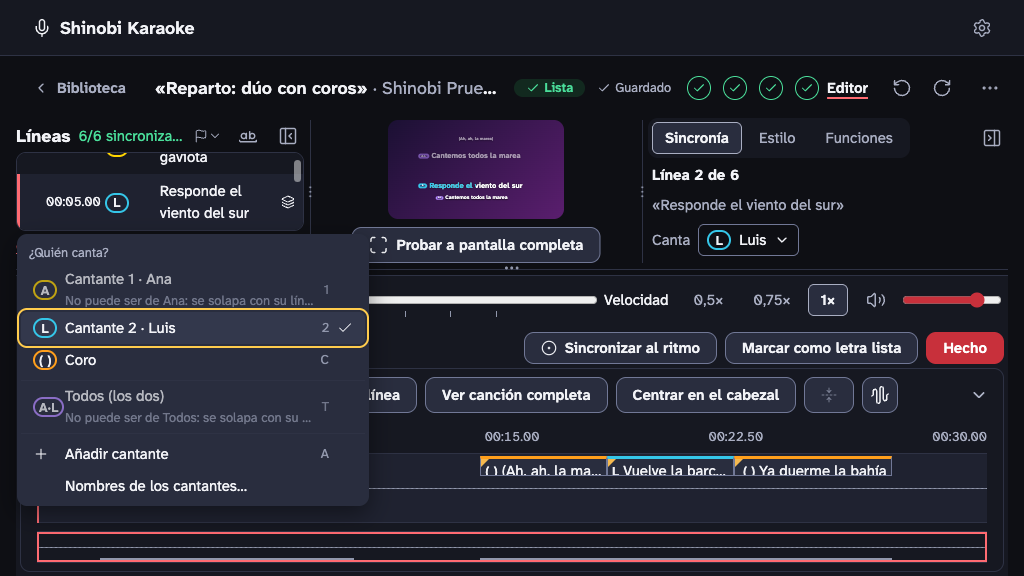 Shinobi Karaoke
Biblioteca
«Reparto: dúo con coros» · Shinobi Prue...
Lista
Guardado
Editor
Líneas
6/6 sincroniza...
ab
gaviota
00:05.00
L
Responde el
viento del sur
(Ah, ah, la marea)
Cantemos todos la marea
Responde el viento del sur
Cantemos todos la marea
Probar a pantalla completa
Sincronía
Estilo
Funciones
Línea 2 de 6
«Responde el viento del sur»
Canta
L Luis
¿Quién canta?
A
Cantante 1 · Ana
No puede ser de Ana: se solapa con su lín...
1
L
Cantante 2 · Luis
2
( )
Coro
C
A·L
Todos (los dos)
No puede ser de Todos: se solapa con su ...
T
+ Añadir cantante
A
Nombres de los cantantes...
Velocidad
0,5×
0,75×
1×
Sincronizar al ritmo
Marcar como letra lista
Hecho
línea
Ver canción completa
Centrar en el cabezal
00:15.00
00:22.50
00:30.00
( ) (Ah, ah, la ma...
L Vuelve la barc...
( ) Ya duerme la bahía